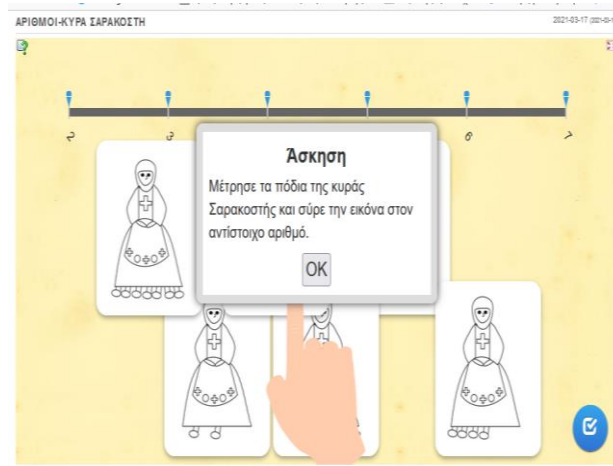 ΑΡΙΘΜΟΙ-ΚΥΡΑ ΣΑΡΑΚΟΣΤΗ
2021-03-17
2
3
6
7
Άσκηση
Μέτρησε τα πόδια της κυράς
Σαρακοστής και σύρε την εικόνα στον
αντίστοιχο αριθμό.
OK